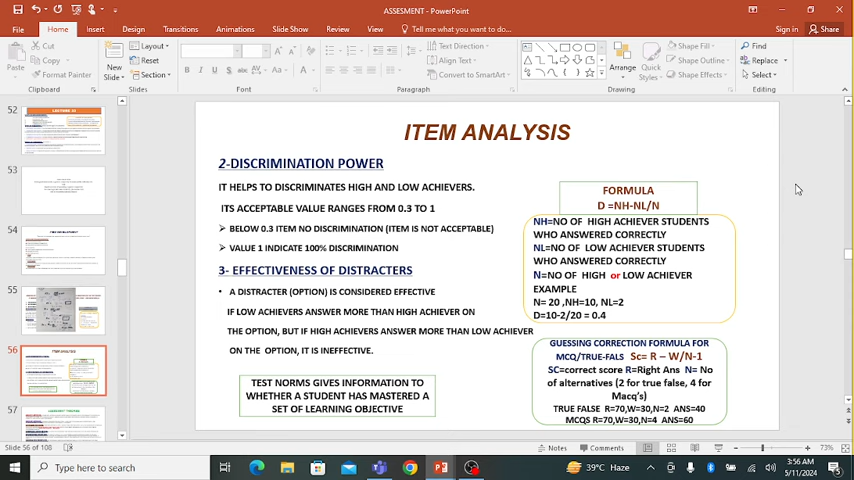 ASSESMENT - PowerPoint
Sign in
Share
File
Home
Insert
Design
Transitions
Animations
Slide Show
Review
View
Tell me what you want to do...
Paste
Cut
Copy
Format Painter
Clipboard
New
Slide
Layout
Reset
Section
Slides
B I U S abc AV Aa A
Font
Text Direction
Align Text
Convert to SmartArt
Paragraph
Arrange
Quick
Styles
Shape Fill
Shape Outline
Shape Effects
Drawing
Find
Replace
Select
Editing
52
53
54
55
56
57
ITEM ANALYSIS
2-DISCRIMINATION POWER
IT HELPS TO DISCRIMINATES HIGH AND LOW ACHIEVERS.
ITS ACCEPTABLE VALUE RANGES FROM 0.3 TO 1
BELOW 0.3 ITEM NO DISCRIMINATION (ITEM IS NOT ACCEPTABLE)
VALUE 1 INDICATE 100% DISCRIMINATION
3- EFFECTIVENESS OF DISTRACTERS
• A DISTRACTER (OPTION) IS CONSIDERED EFFECTIVE
IF LOW ACHIEVERS ANSWER MORE THAN HIGH ACHIEVER ON
THE OPTION, BUT IF HIGH ACHIEVERS ANSWER MORE THAN LOW ACHIEVER
ON THE OPTION, IT IS INEFFECTIVE.
TEST NORMS GIVES INFORMATION TO
WHETHER A STUDENT HAS MASTERED A
SET OF LEARNING OBJECTIVE
FORMULA
D =NH-NL/N
NH=NO OF HIGH ACHIEVER STUDENTS
WHO ANSWERED CORRECTLY
NL=NO OF LOW ACHIEVER STUDENTS
WHO ANSWERED CORRECTLY
N=NO OF HIGH or LOW ACHIEVER
EXAMPLE
N= 20 ,NH=10, NL=2
D=10-2/20 = 0.4
GUESSING CORRECTION FORMULA FOR
MCQ/TRUE-FALS Sc= R – W/N-1
SC=correct score R=Right Ans N= No
of alternatives (2 for true false, 4 for
Macq's)
TRUE FALSE R=70,W=30,N=2 ANS=40
MCQS R=70,W=30,N=4 ANS=60
Slide 56 of 108
Notes
Comments
73%
Type here to search
39°C Haze
3:56 AM
5/11/2024